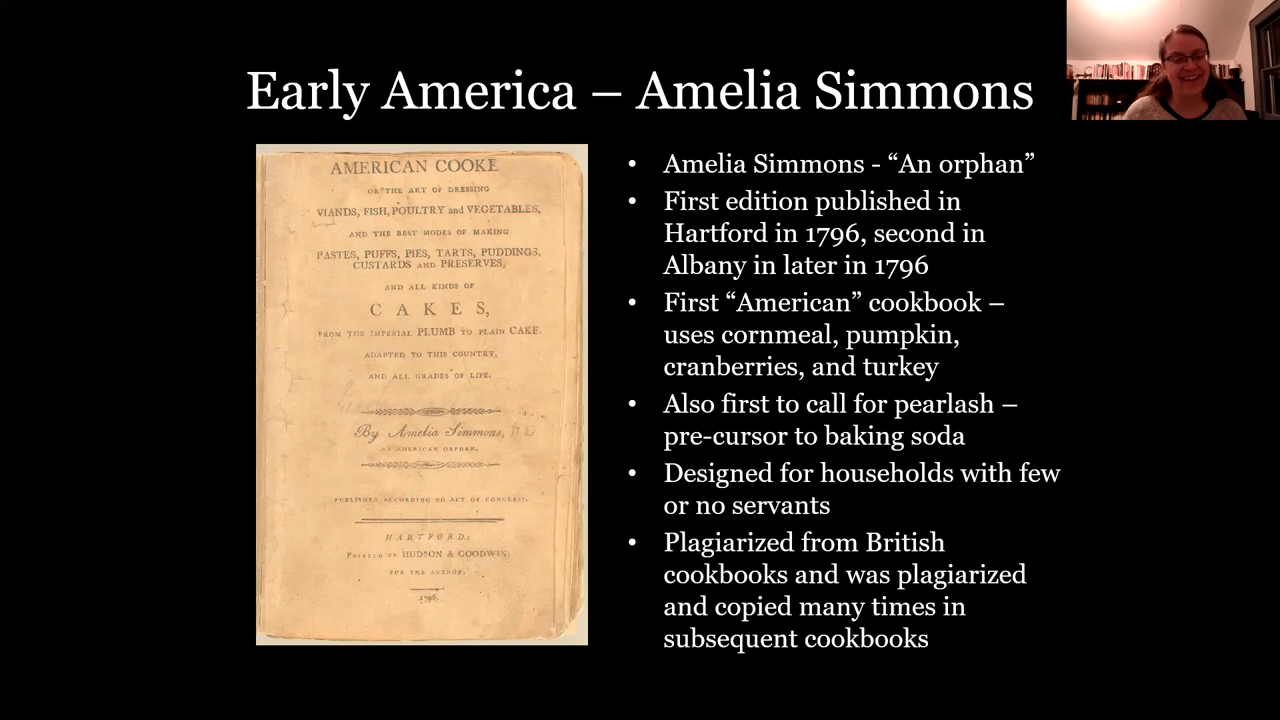 Early America – Amelia Simmons
AMERICAN COOKE
OR THE ART OF DRESSING
VIANDS, FISH, POULTRY and VEGETABLES,
AND THE BEST MODES OF MAKING
PASTES, PUFFS, PIES, TARTS, PUDDINGS,
CUSTARDS AND PRESERVES,
AND ALL KINDS OF
CAKES,
FROM THE IMPERIAL PLUMB TO PLAIN CAKE.
ADAPTED TO THIS COUNTRY,
AND ALL GRADES OF LIFE.
By Amelia Simmons,
AN AMERICAN ORPHAN.
PUBLISHED ACCORDING TO ACT OF CONGRESS.
HARTFORD:
PRINTED BY HUDSON & GOODWIN,
FOR THE AUTHOR.
1796.
• Amelia Simmons - “An orphan”
• First edition published in
Hartford in 1796, second in
Albany in later in 1796
• First “American” cookbook –
uses cornmeal, pumpkin,
cranberries, and turkey
• Also first to call for pearlash –
pre-cursor to baking soda
• Designed for households with few
or no servants
• Plagiarized from British
cookbooks and was plagiarized
and copied many times in
subsequent cookbooks